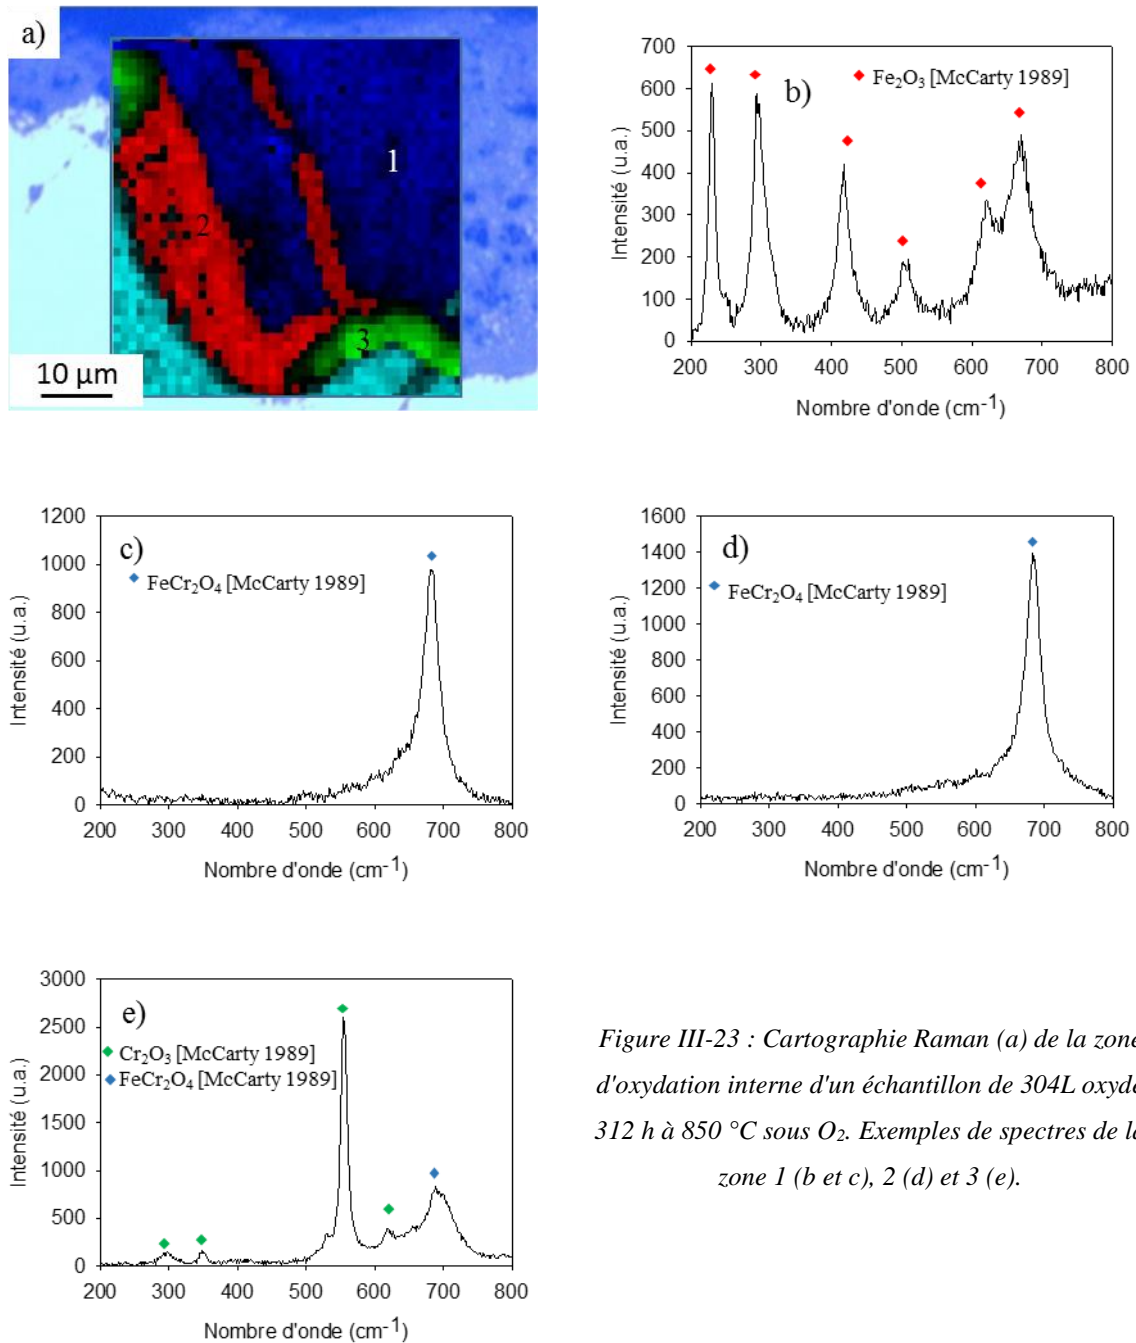 a)
1
2
3
10 µm
b)
Fe₂O₃ [McCarty 1989]
Intensité (u.a.)
700
600
500
400
300
200
100
0
200 300 400 500 600 700 800
Nombre d'onde (cm⁻¹)
c)
FeCr₂O₄ [McCarty 1989]
Intensité (u.a.)
1200
1000
800
600
400
200
0
200 300 400 500 600 700 800
Nombre d'onde (cm⁻¹)
d)
FeCr₂O₄ [McCarty 1989]
Intensité (u.a.)
1600
1400
1200
1000
800
600
400
200
0
200 300 400 500 600 700 800
Nombre d'onde (cm⁻¹)
e)
Cr₂O₃ [McCarty 1989]
FeCr₂O₄ [McCarty 1989]
Intensité (u.a.)
3000
2500
2000
1500
1000
500
0
200 300 400 500 600 700 800
Nombre d'onde (cm⁻¹)
Figure III-23 : Cartographie Raman (a) de la zone
d'oxydation interne d'un échantillon de 304L oxydé
312 h à 850 °C sous O₂. Exemples de spectres de la
zone 1 (b et c), 2 (d) et 3 (e).